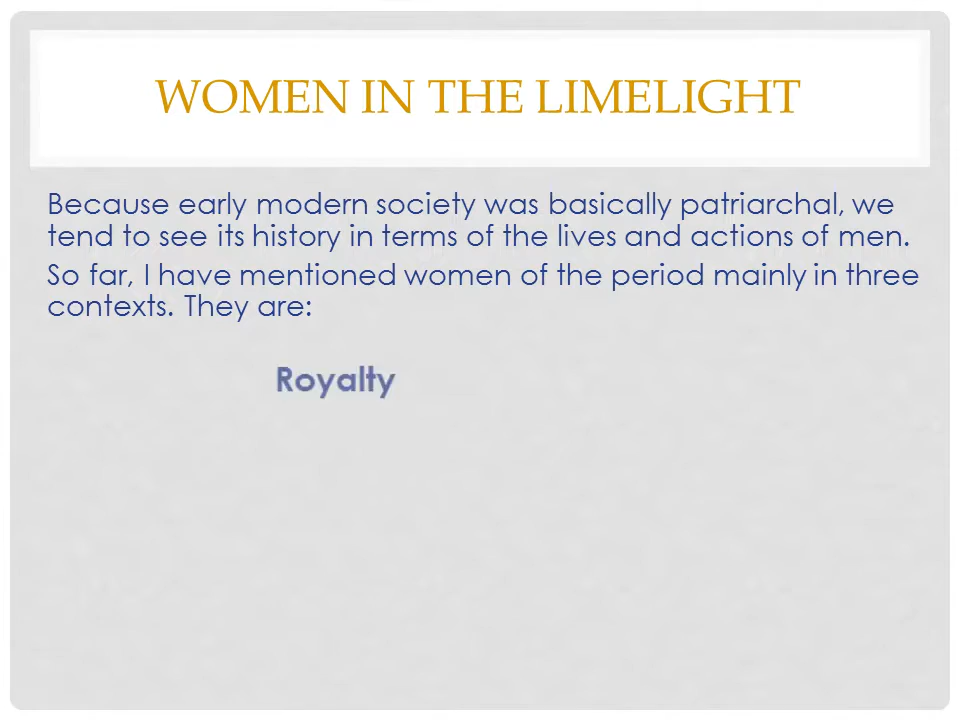 WOMEN IN THE LIMELIGHT
Because early modern society was basically patriarchal, we
tend to see its history in terms of the lives and actions of men.
So far, I have mentioned women of the period mainly in three
contexts. They are:
Royalty